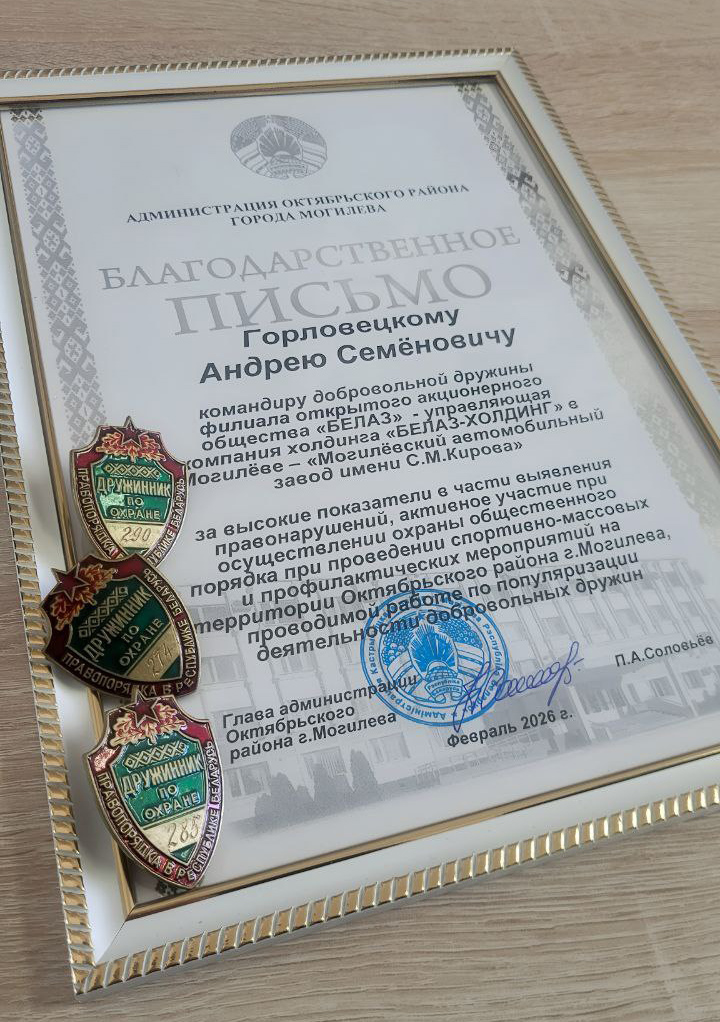 АДМИНИСТРАЦИЯ ОКТЯБРЬСКОГО РАЙОНА
ГОРОДА МОГИЛЕВА
БЛАГОДАРСТВЕННОЕ
ПИСЬМО
Горловецкому
Андрею Семёновичу
командиру добровольной дружины
филиала открытого акционерного
общества «БЕЛАЗ» - управляющая
компания холдинга «БЕЛАЗ-ХОЛДИНГ» в
Могилёве – «Могилёвский автомобильный
завод имени С.М.Кирова»
за высокие показатели в части выявления
правонарушений, активное участие при
осуществлении охраны общественного
порядка при проведении спортивно-массовых
и профилактических мероприятий на
территории Октябрьского района г.Могилева,
проводимой работе по популяризации
деятельности добровольных дружин
Глава администрации
Октябрьского
района г.Могилева
П.А.Соловьёв
Февраль 2026 г.
ДРУЖИННИК
ПО
ОХРАНЕ
290
ПРАВОПОРЯДКА БЛИКЕ БЕЛАРУСЬ
ДРУЖИННИК
ПО
ОХРАНЕ
274
ПРАВОПОРЯДКА В РЕСПУБЛИКЕ БЕЛАРУСЬ
ДРУЖИННИК
ПО
ОХРАНЕ
285
ПРАВОПОРЯДКА В РЕСПУБЛИКЕ БЕЛАРУСЬ